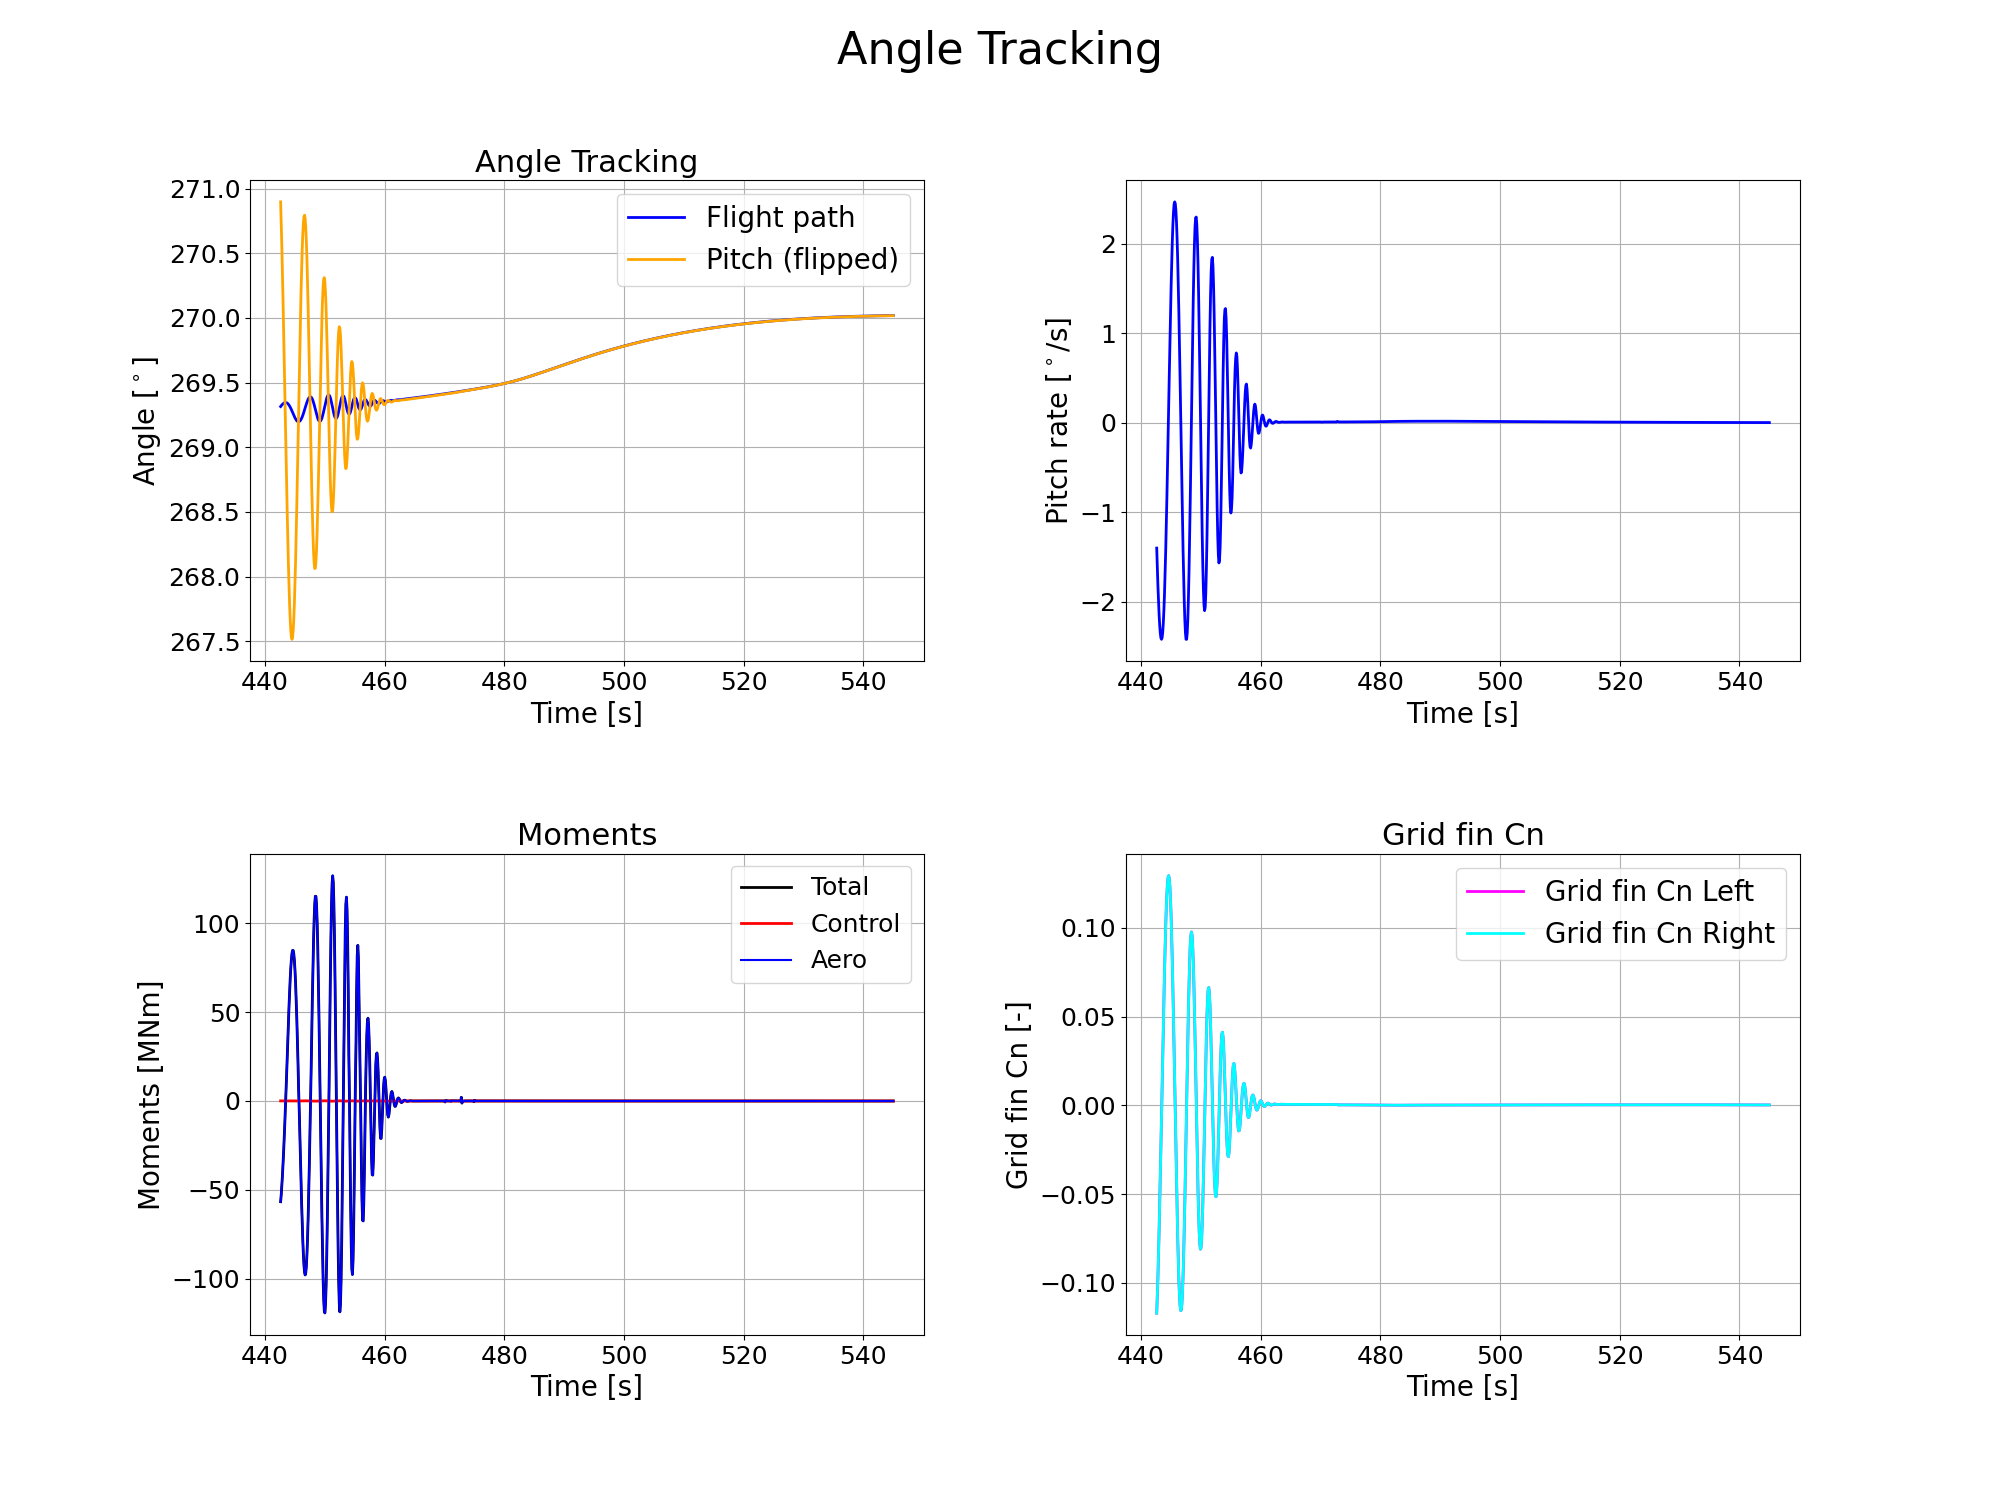 Angle Tracking
Angle Tracking
271.0
270.5
270.0
269.5
269.0
268.5
268.0
267.5
Angle [°]
Flight path
Pitch (flipped)
440 460 480 500 520 540
Time [s]
2
1
0
−1
−2
Pitch rate [°/s]
440 460 480 500 520 540
Time [s]
Moments
100
50
0
−50
−100
Moments [MNm]
Total
Control
Aero
440 460 480 500 520 540
Time [s]
Grid fin Cn
0.10
0.05
0.00
−0.05
−0.10
Grid fin Cn [-]
Grid fin Cn Left
Grid fin Cn Right
440 460 480 500 520 540
Time [s]